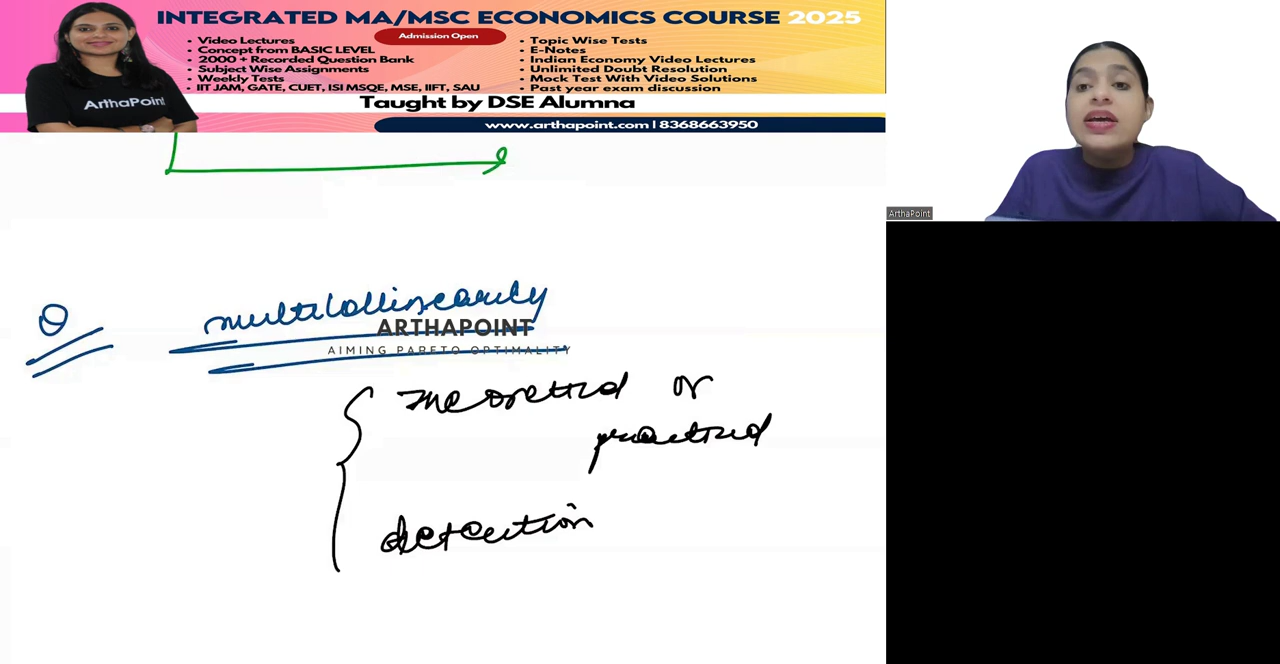 INTEGRATED MA/MSC ECONOMICS COURSE 2025
Admission Open
• Video Lectures
• Concept from BASIC LEVEL
• 2000 + Recorded Question Bank
• Subject Wise Assignments
• Weekly Tests
• IIT JAM, GATE, CUET, ISI MSQE, MSE, IIFT, SAU
• Topic Wise Tests
• E-Notes
• Indian Economy Video Lectures
• Unlimited Doubt Resolution
• Mock Test With Video Solutions
• Past year exam discussion
ArthaPoint
Taught by DSE Alumna
www.arthapoint.com | 8368663950
ArthaPoint
Q multicollinearity
ARTHAPOINT
AIMING PARETO OPTIMALITY
Theoretical or
practical
detection